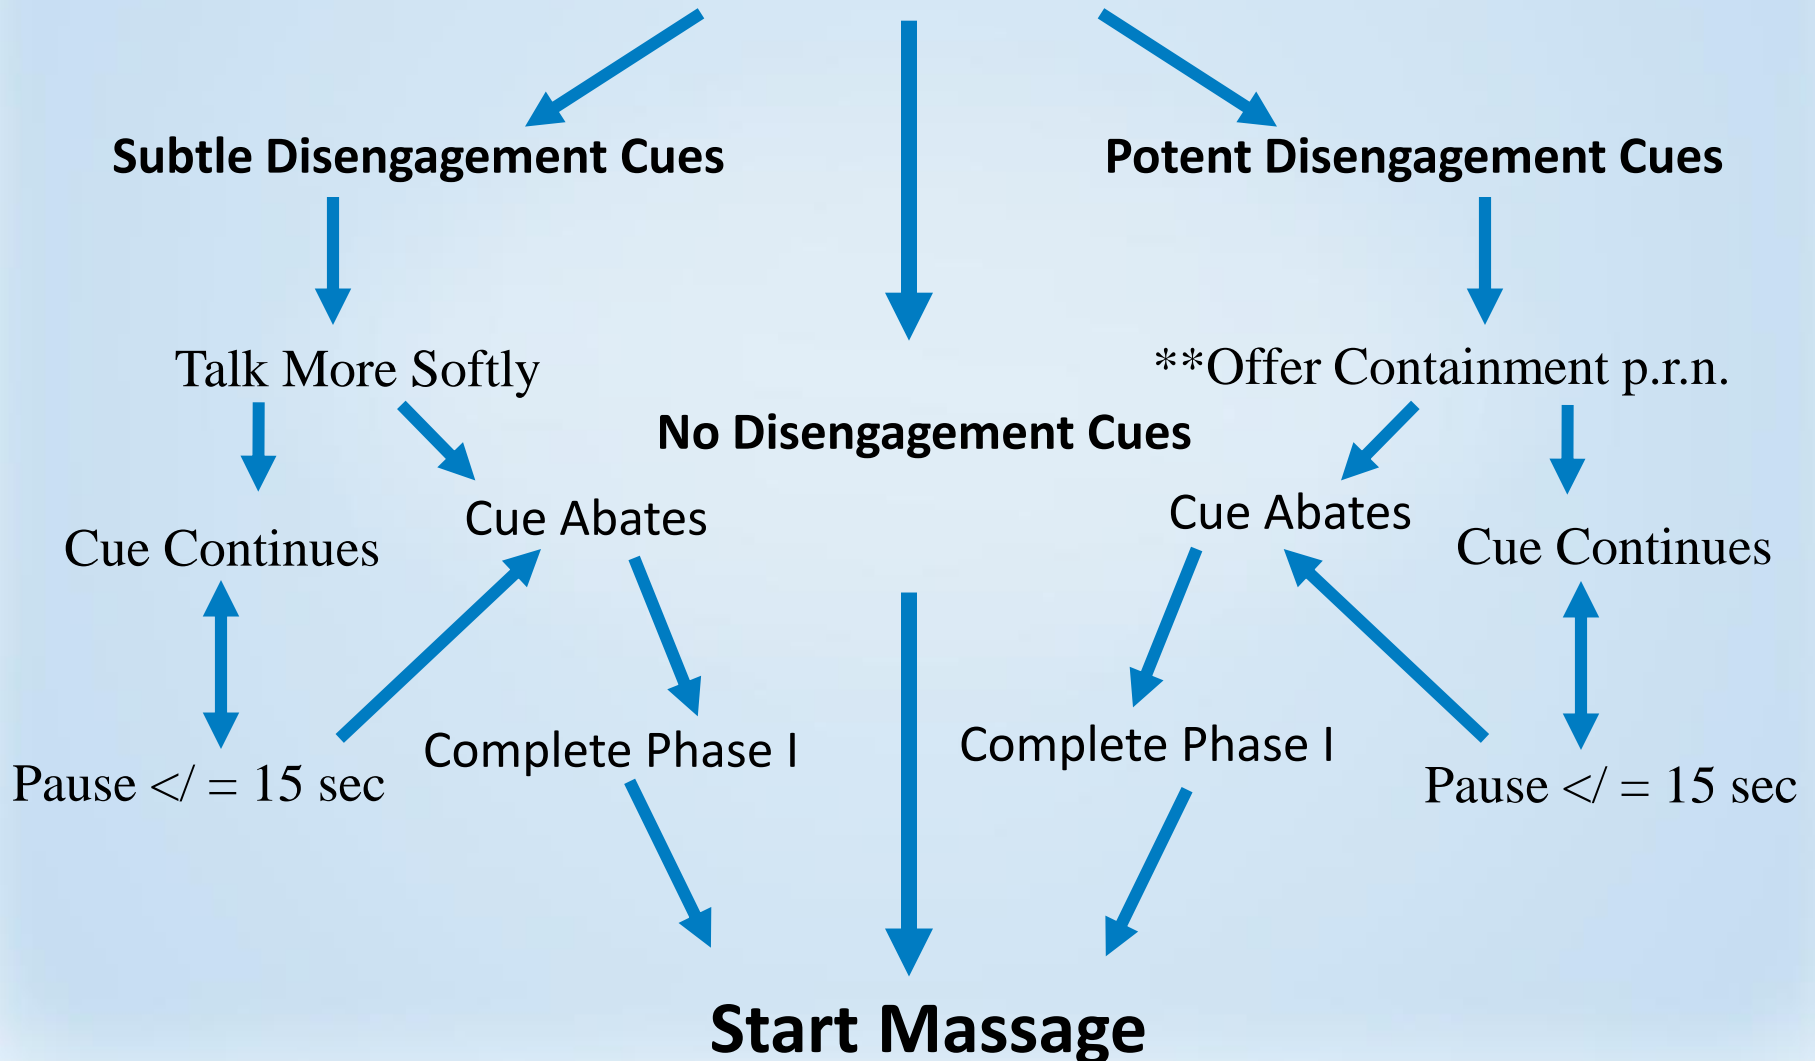 Subtle Disengagement Cues
Potent Disengagement Cues
Talk More Softly
**Offer Containment p.r.n.
No Disengagement Cues
Cue Abates
Cue Abates
Cue Continues
Cue Continues
Complete Phase I
Complete Phase I
Pause </ = 15 sec
Pause </ = 15 sec
Start Massage